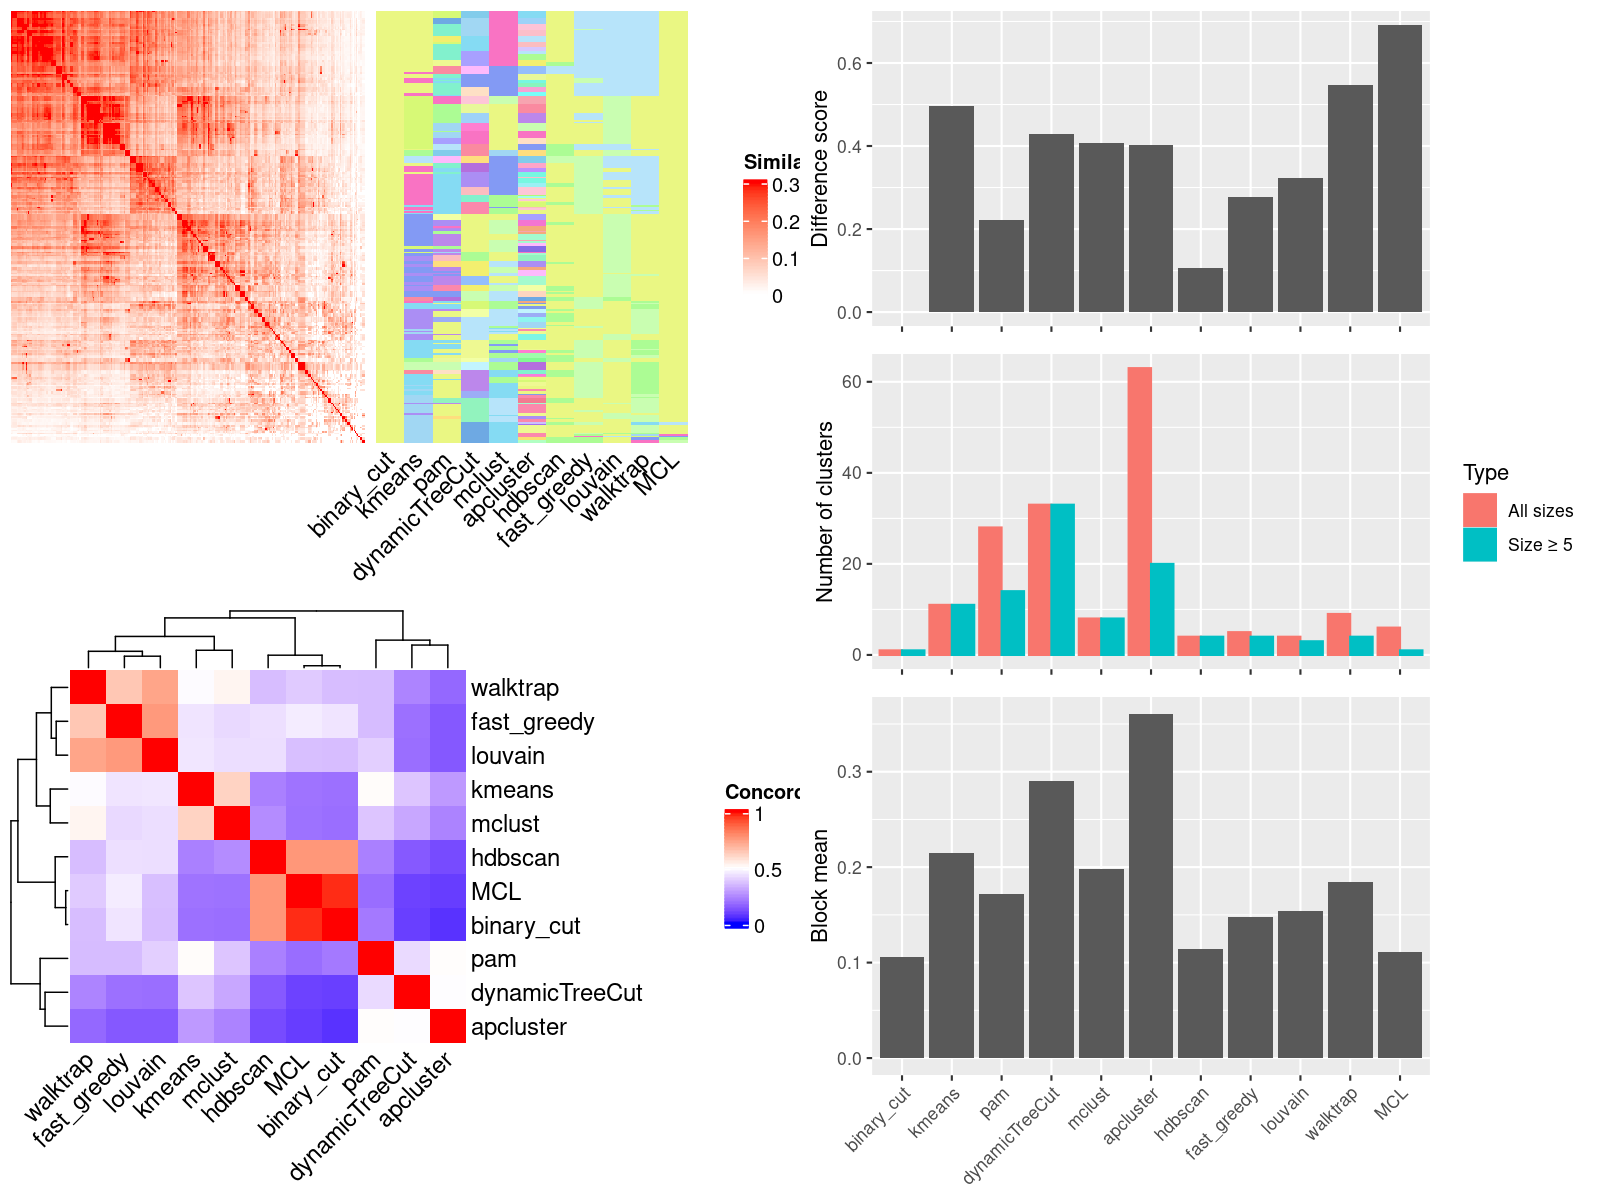 Simila
0.3
0.2
0.1
0
binary_cut
kmeans
pam
dynamicTreeCut
mclust
apcluster
hdbscan
fast_greedy
louvain
walktrap
MCL
walktrap
fast_greedy
louvain
kmeans
mclust
hdbscan
MCL
binary_cut
pam
dynamicTreeCut
apcluster
walktrap
fast_greedy
louvain
kmeans
mclust
hdbscan
MCL
binary_cut
pam
dynamicTreeCut
apcluster
Concord
1
0.5
0
Difference score
0.6
0.4
0.2
0.0
Number of clusters
60
40
20
0
Type
All sizes
Size ≥ 5
Block mean
0.3
0.2
0.1
0.0
binary_cut
kmeans
pam
dynamicTreeCut
mclust
apcluster
hdbscan
fast_greedy
louvain
walktrap
MCL